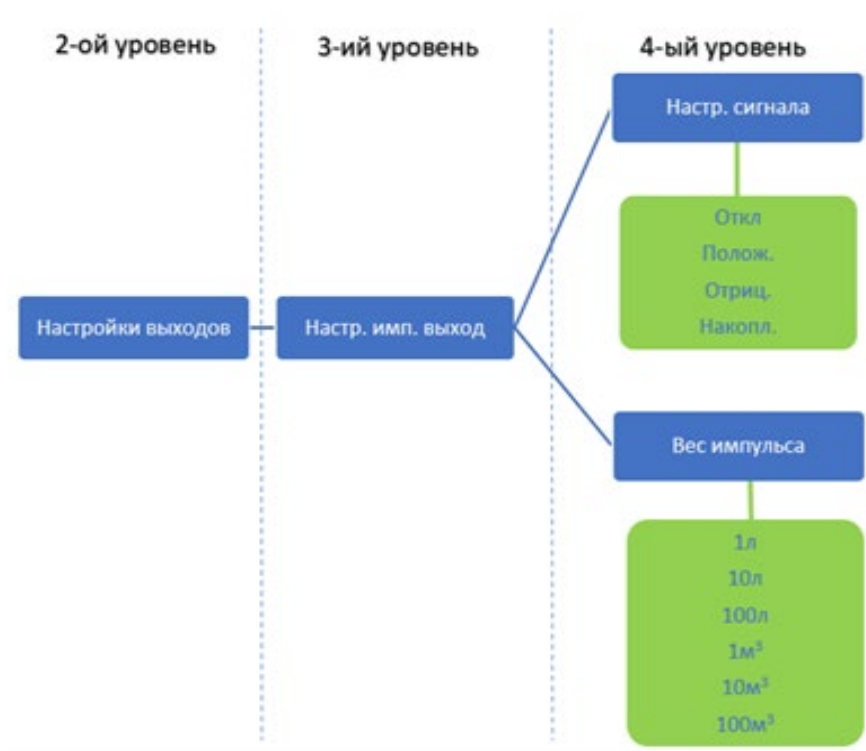 2-ой уровень
3-ий уровень
4-ый уровень
Настр. сигнала
Откл
Полож.
Отриц.
Накопл.
Настройки выходов
Настр. имп. выход
Вес импульса
1л
10л
100л
1м³
10м³
100м³